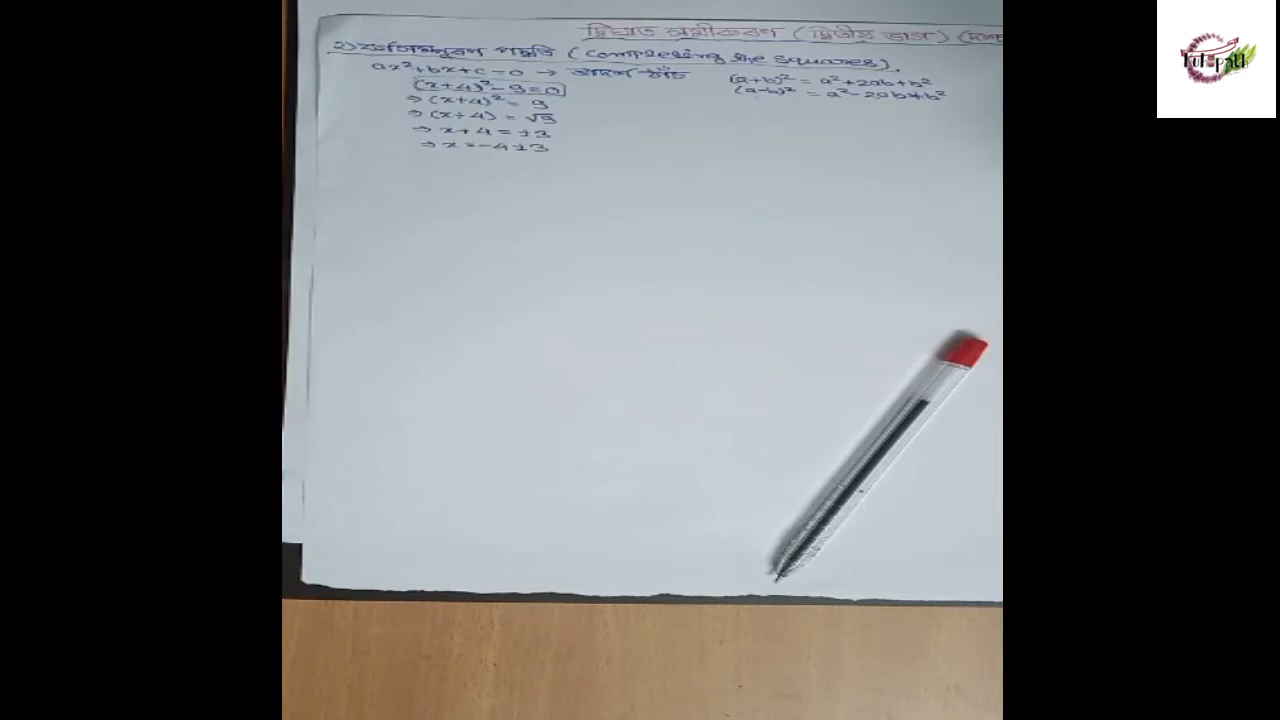 দ্বিঘাত সমীকরণ (দ্বিতীয় ভাগ)
২) বৰ্গসম্পূরণ পদ্ধতি (Completing the squares).
ax²+bx+c=0 → আদর্শ
(x+4)²-9=0
⇒(x+4)² = 9
⇒(x+4) = √9
⇒ x+4 = ±3
⇒ x = -4±3
(a+b)² = a²+2ab+b²
(a-b)² = a²-2ab+b²